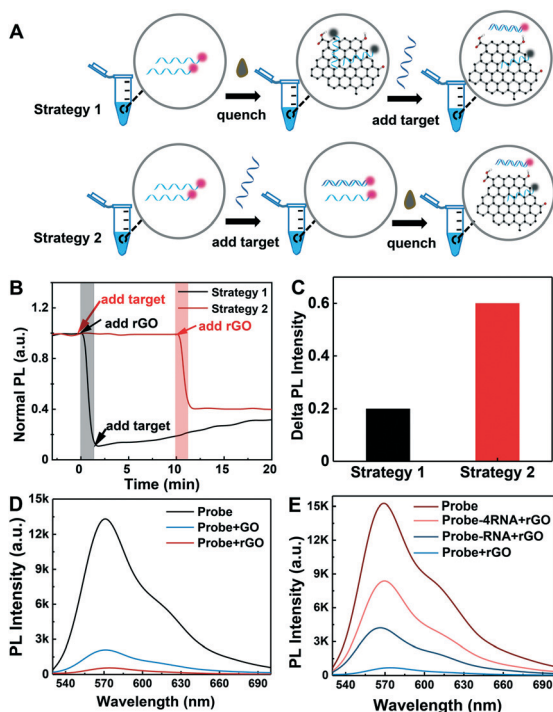 A
Strategy 1
quench
add target
Strategy 2
add target
quench
B
Normal PL (a.u.)
1.2
0.8
0.4
0
Strategy 1
Strategy 2
add target
add rGO
add rGO
add target
0 5 10 15 20
Time (min)
C
Delta PL Intensity
0.6
0.4
0.2
0.0
Strategy 1 Strategy 2
D
PL Intensity (a.u.)
15K
12K
9K
6K
3K
0
Probe
Probe+GO
Probe+rGO
540 570 600 630 660 690
Wavelength (nm)
E
PL Intensity (a.u.)
15K
12K
9K
6K
3K
0
Probe
Probe-4RNA+rGO
Probe-RNA+rGO
Probe+rGO
540 570 600 630 660 690
Wavelength (nm)